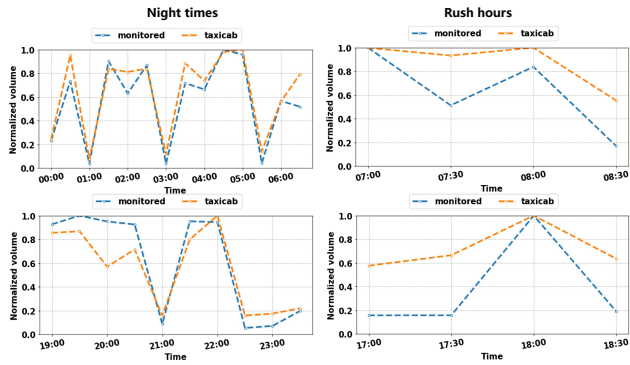 Night times
Rush hours
monitored taxicab
monitored taxicab
Normalized volume
1.0
0.8
0.6
0.4
0.2
0.0
00:00 01:00 02:00 03:00 04:00 05:00 06:00
Time
Normalized volume
1.0
0.8
0.6
0.4
0.2
0.0
07:00 07:30 08:00 08:30
Time
monitored taxicab
monitored taxicab
Normalized volume
1.0
0.8
0.6
0.4
0.2
0.0
19:00 20:00 21:00 22:00 23:00
Time
Normalized volume
1.0
0.8
0.6
0.4
0.2
0.0
17:00 17:30 18:00 18:30
Time